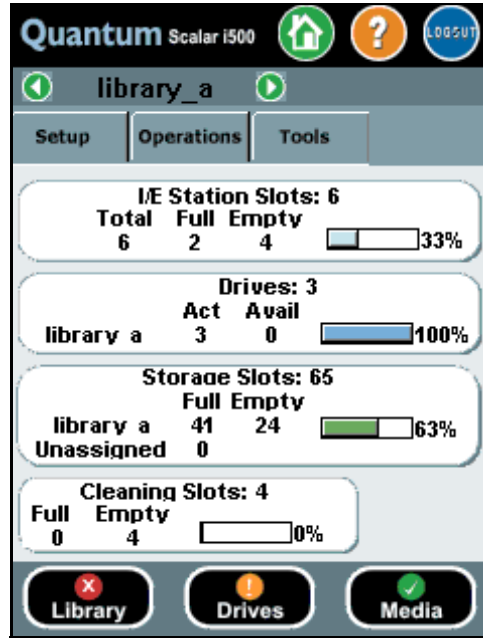 Quantum Scalar i500 ? LOGOUT
library_a
Setup Operations Tools
I/E Station Slots: 6
Total Full Empty
6 2 4 33%
Drives: 3
Act Avail
library_a 3 0 100%
Storage Slots: 65
Full Empty
library_a 41 24 63%
Unassigned 0
Cleaning Slots: 4
Full Empty
0 4 0%
Library Drives Media